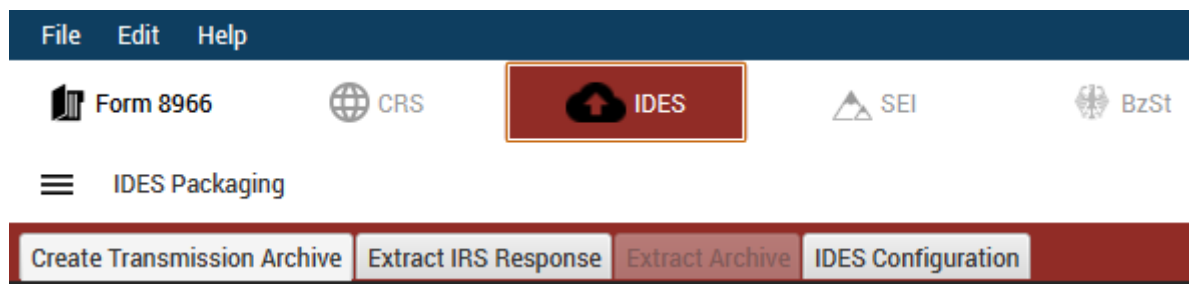 File Edit Help
Form 8966 CRS IDES SEI BzSt
IDES Packaging
Create Transmission Archive Extract IRS Response Extract Archive IDES Configuration